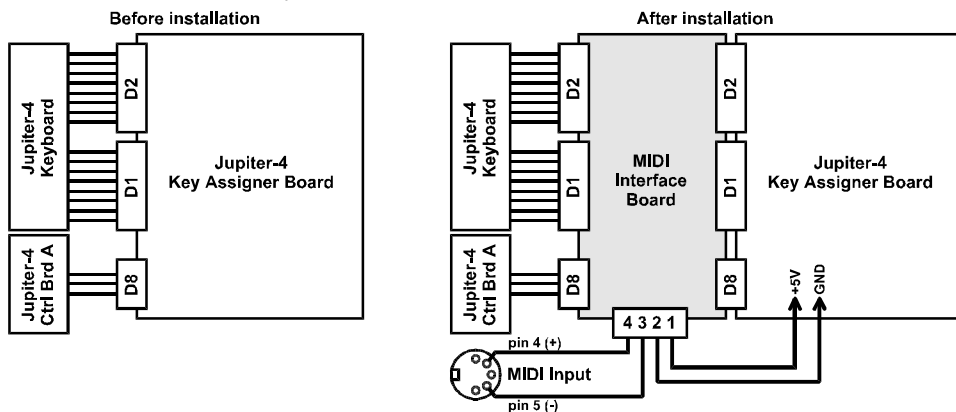 Before installation
Jupiter-4
Keyboard
D2
D1
Jupiter-4
Key Assigner Board
Jupiter-4
Ctrl Brd A
D8
After installation
Jupiter-4
Keyboard
D2
D1
MIDI
Interface
Board
D2
D1
Jupiter-4
Key Assigner Board
Jupiter-4
Ctrl Brd A
D8
D8
+5V
GND
4 3 2 1
pin 4 (+)
MIDI Input
pin 5 (-)